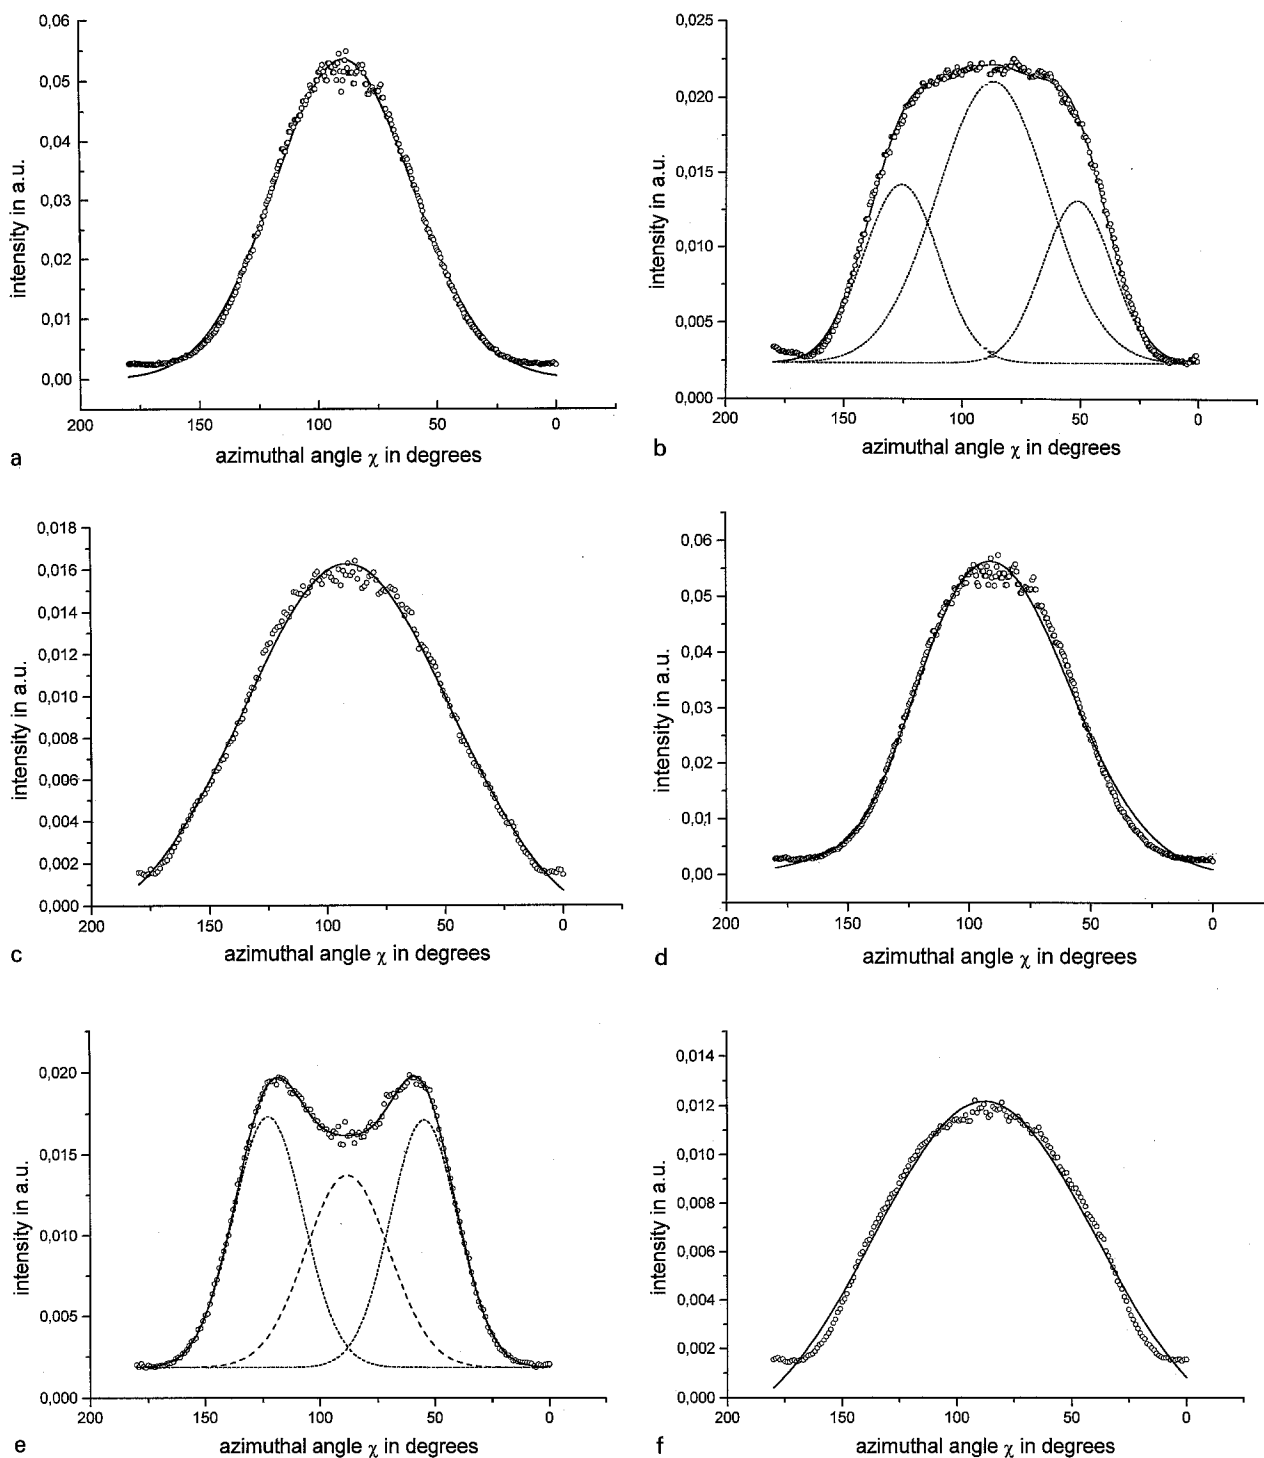 0,06
0,05
0,04
0,03
0,02
0,01
0,00
intensity in a.u.
200 150 100 50 0
azimuthal angle χ in degrees
a
0,025
0,020
0,015
0,010
0,005
0,000
intensity in a.u.
200 150 100 50 0
azimuthal angle χ in degrees
b
0,018
0,016
0,014
0,012
0,010
0,008
0,006
0,004
0,002
0,000
intensity in a.u.
200 150 100 50 0
azimuthal angle χ in degrees
c
0,06
0,05
0,04
0,03
0,02
0,01
0,00
intensity in a.u.
200 150 100 50 0
azimuthal angle χ in degrees
d
0,020
0,015
0,010
0,005
0,000
intensity in a.u.
200 150 100 50 0
azimuthal angle χ in degrees
e
0,014
0,012
0,010
0,008
0,006
0,004
0,002
0,000
intensity in a.u.
200 150 100 50 0
azimuthal angle χ in degrees
f